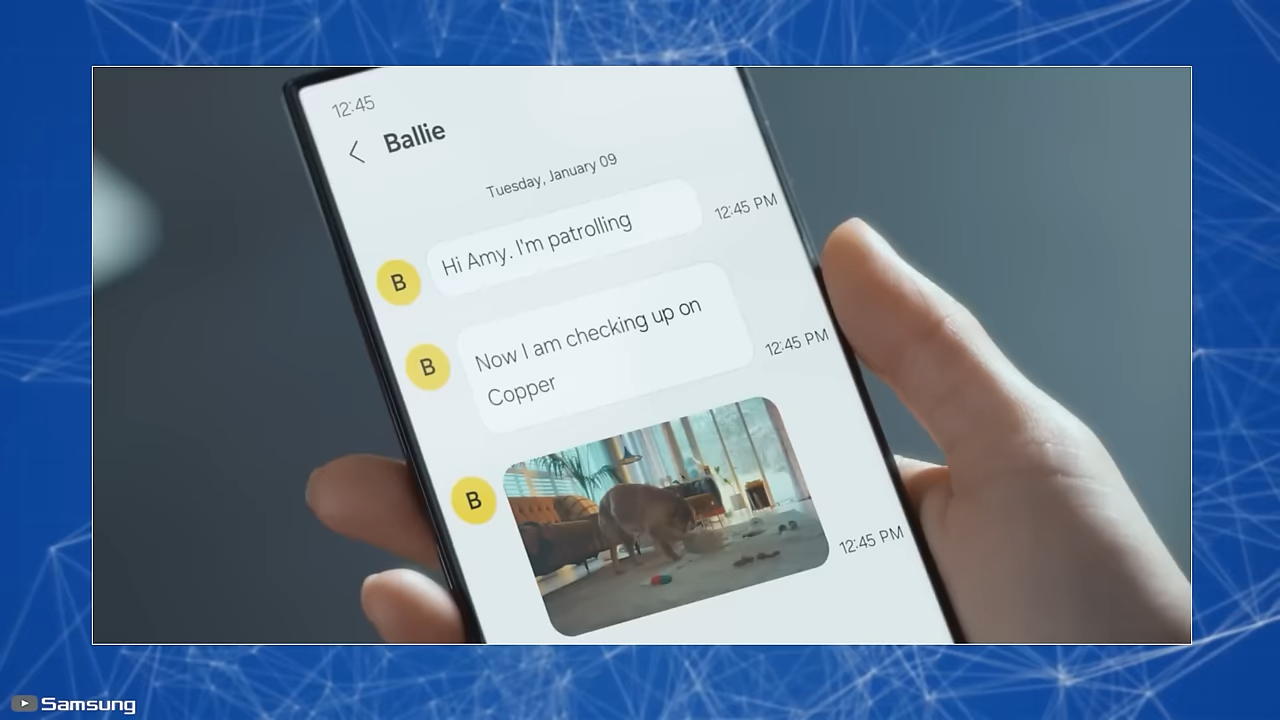 12:45
Ballie
Tuesday, January 09
B
Hi Amy. I'm patrolling
12:45 PM
B
Now I am checking up on
Copper
12:45 PM
B
12:45 PM
Samsung